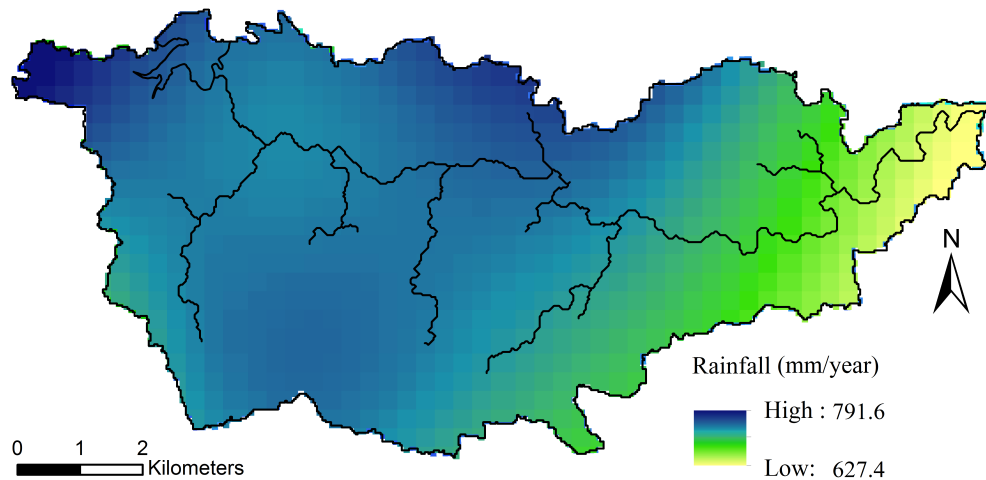 N
Rainfall (mm/year)
High : 791.6
Low: 627.4
0 1 2
Kilometers